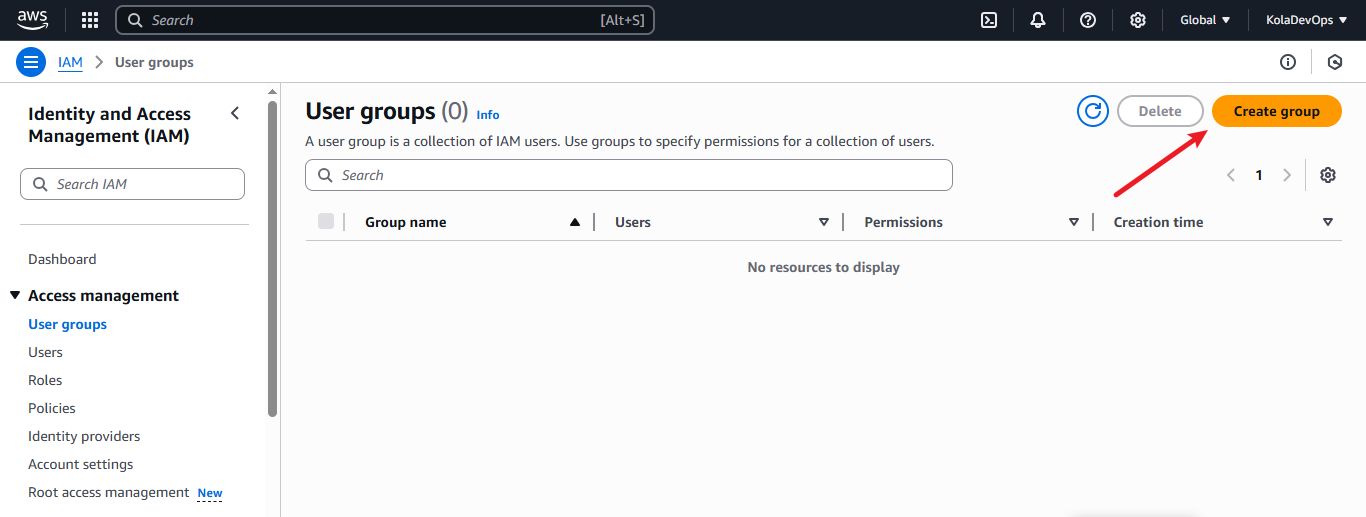 aws
Search [Alt+S]
Global
KolaDevOps
IAM
User groups
Identity and Access
Management (IAM)
Search IAM
Dashboard
Access management
User groups
Users
Roles
Policies
Identity providers
Account settings
Root access management New
User groups (0) Info
A user group is a collection of IAM users. Use groups to specify permissions for a collection of users.
Delete
Create group
Search
1
Group name
Users
Permissions
Creation time
No resources to display